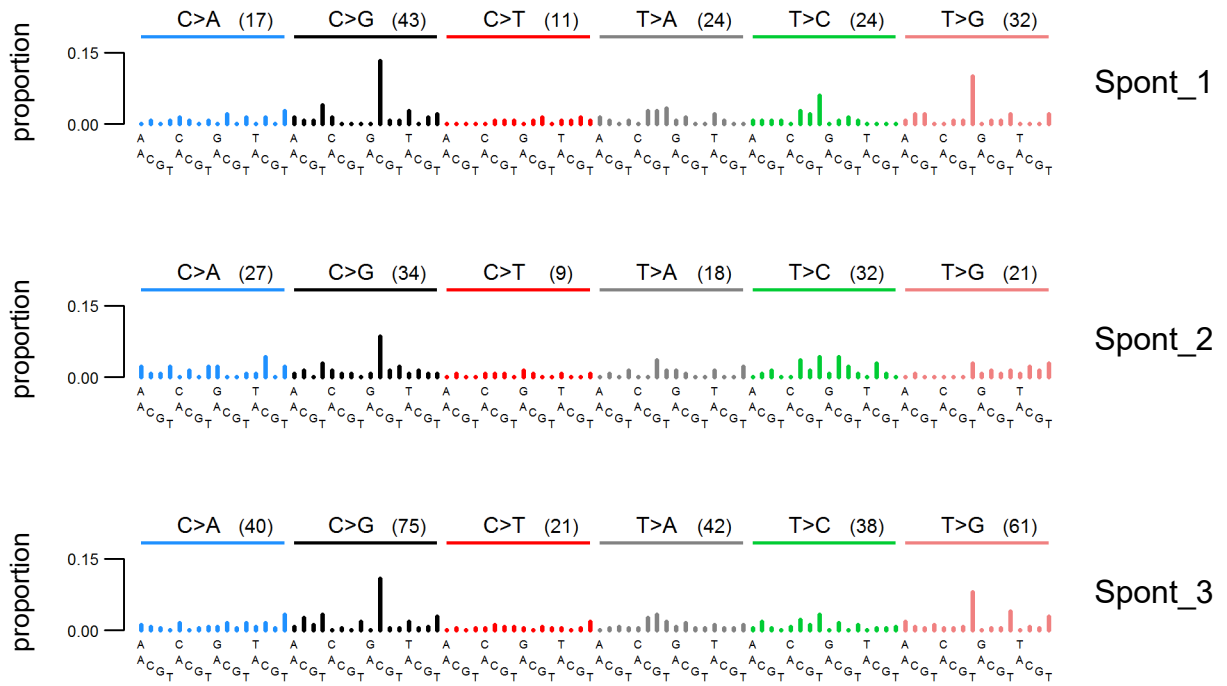 C>A (17) C>G (43) C>T (11) T>A (24) T>C (24) T>G (32)
proportion
0.15
Spont_1
0.00
A C G T A C G T A C G T A C G T A C G T A C G T
A C G T A C G T A C G T A C G T A C G T A C G T A C G T A C G T A C G T A C G T A C G T A C G T A C G T A C G T A C G T A C G T A C G T A C G T A C G T A C G T A C G T A C G T A C G T A C G T
C>A (27) C>G (34) C>T (9) T>A (18) T>C (32) T>G (21)
proportion
0.15
Spont_2
0.00
A C G T A C G T A C G T A C G T A C G T A C G T
A C G T A C G T A C G T A C G T A C G T A C G T A C G T A C G T A C G T A C G T A C G T A C G T A C G T A C G T A C G T A C G T A C G T A C G T A C G T A C G T A C G T A C G T A C G T A C G T
C>A (40) C>G (75) C>T (21) T>A (42) T>C (38) T>G (61)
proportion
0.15
Spont_3
0.00
A C G T A C G T A C G T A C G T A C G T A C G T
A C G T A C G T A C G T A C G T A C G T A C G T A C G T A C G T A C G T A C G T A C G T A C G T A C G T A C G T A C G T A C G T A C G T A C G T A C G T A C G T A C G T A C G T A C G T A C G T